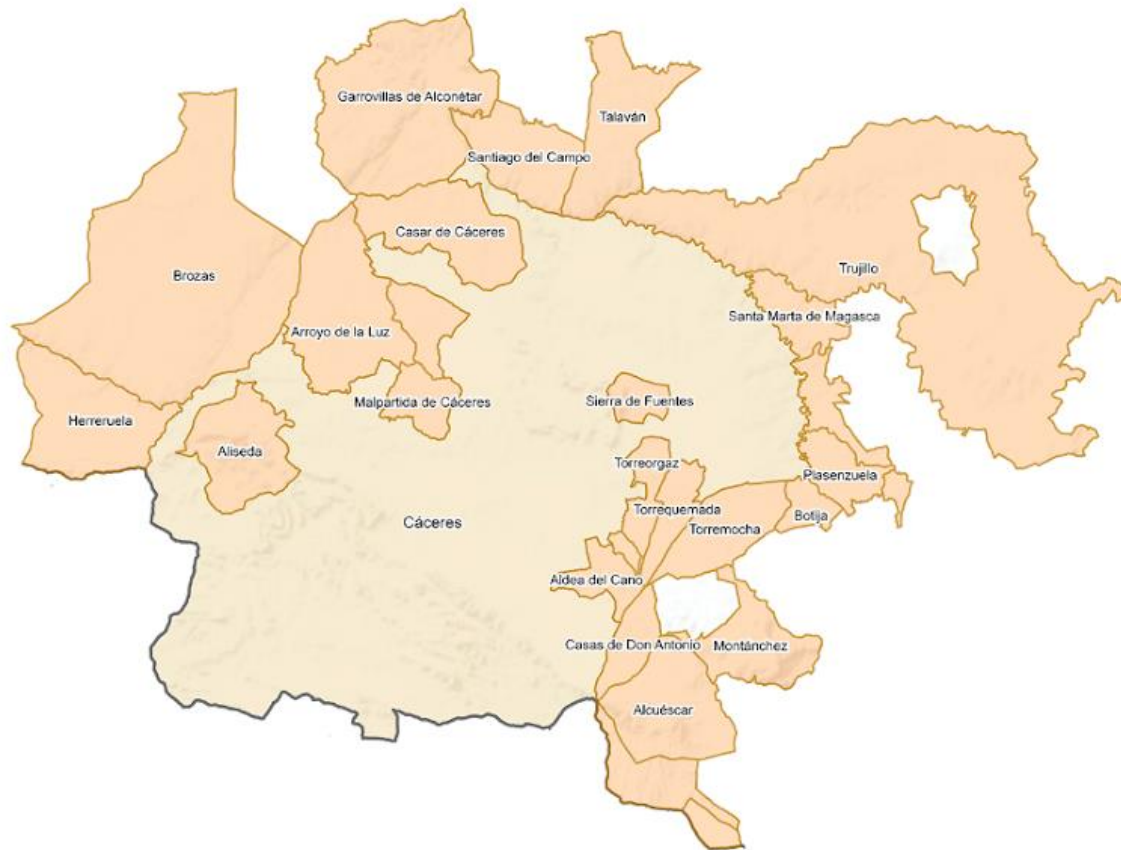 Garrovillas de Alconétar
Talaván
Santiago del Campo
Casar de Cáceres
Brozas
Trujillo
Santa Marta de Magasca
Arroyo de la Luz
Malpartida de Cáceres
Sierra de Fuentes
Herreruela
Aliseda
Torreorgaz
Plasenzuela
Torrequemada
Botija
Cáceres
Torremocha
Aldea del Cano
Casas de Don Antonio
Montánchez
Alcuéscar